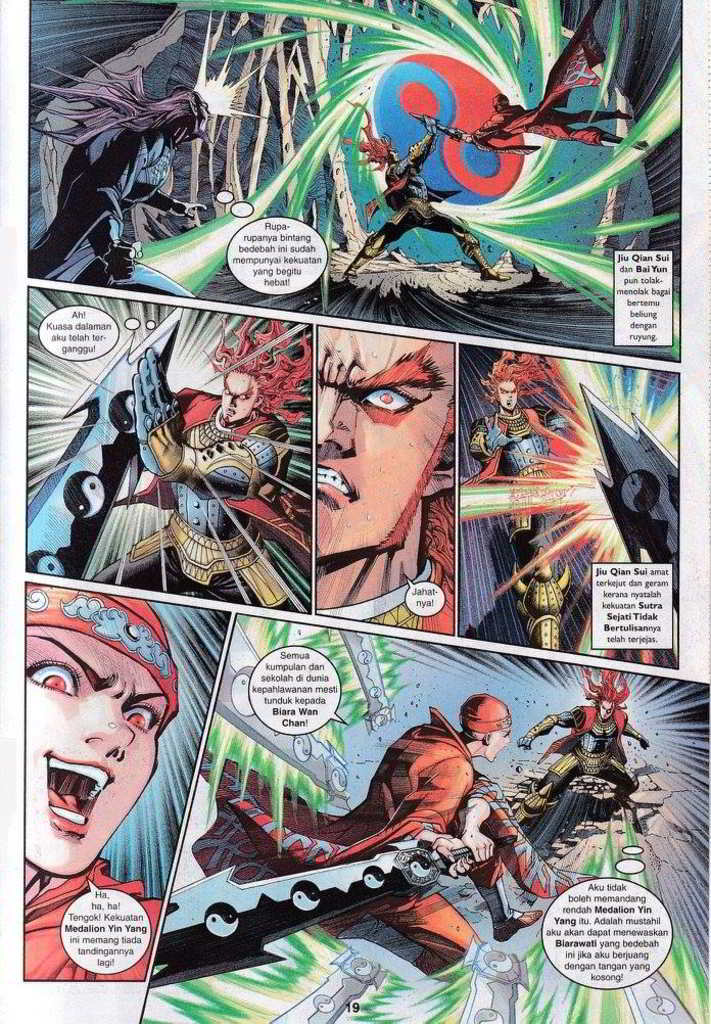 Rupa-
rupanya bintang
bedebah ini sudah
mempunyai kekuatan
yang begitu
hebat!
Jiu Qian Sui
dan Bai Yun
pun tolak-
menolak bagai
bertemu
beliung
dengan
ruyung.
Ah!
Kuasa dalaman
aku telah ter-
ganggu!
Jahat-
nya!
Jiu Qian Sui amat
terkejut dan geram
kerana nyatalah
kekuatan Sutra
Sejati Tidak
Bertulisannya
telah terjejas.
Ha,
ha, ha!
Tengok! Kekuatan
Medalion Yin Yang
ini memang tiada
tandingannya
lagi!
Semua
kumpulan dan
sekolah di dunia
kepahlawanan mesti
tunduk kepada
Biara Wan
Chan!
Aku tidak
boleh memandang
rendah Medalion Yin
Yang itu. Adalah mustahil
aku akan dapat menewaskan
Biarawati yang bedebah
ini jika aku berjuang
dengan tangan yang
kosong!
19